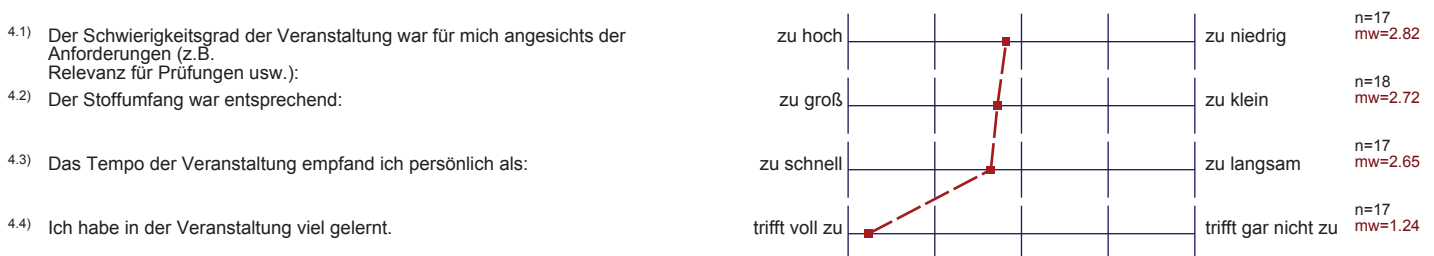 4.1) Der Schwierigkeitsgrad der Veranstaltung war für mich angesichts der
Anforderungen (z.B.
Relevanz für Prüfungen usw.):
zu hoch
zu niedrig
n=17
mw=2.82
4.2) Der Stoffumfang war entsprechend:
zu groß
zu klein
n=18
mw=2.72
4.3) Das Tempo der Veranstaltung empfand ich persönlich als:
zu schnell
zu langsam
n=17
mw=2.65
4.4) Ich habe in der Veranstaltung viel gelernt.
trifft voll zu
trifft gar nicht zu
n=17
mw=1.24